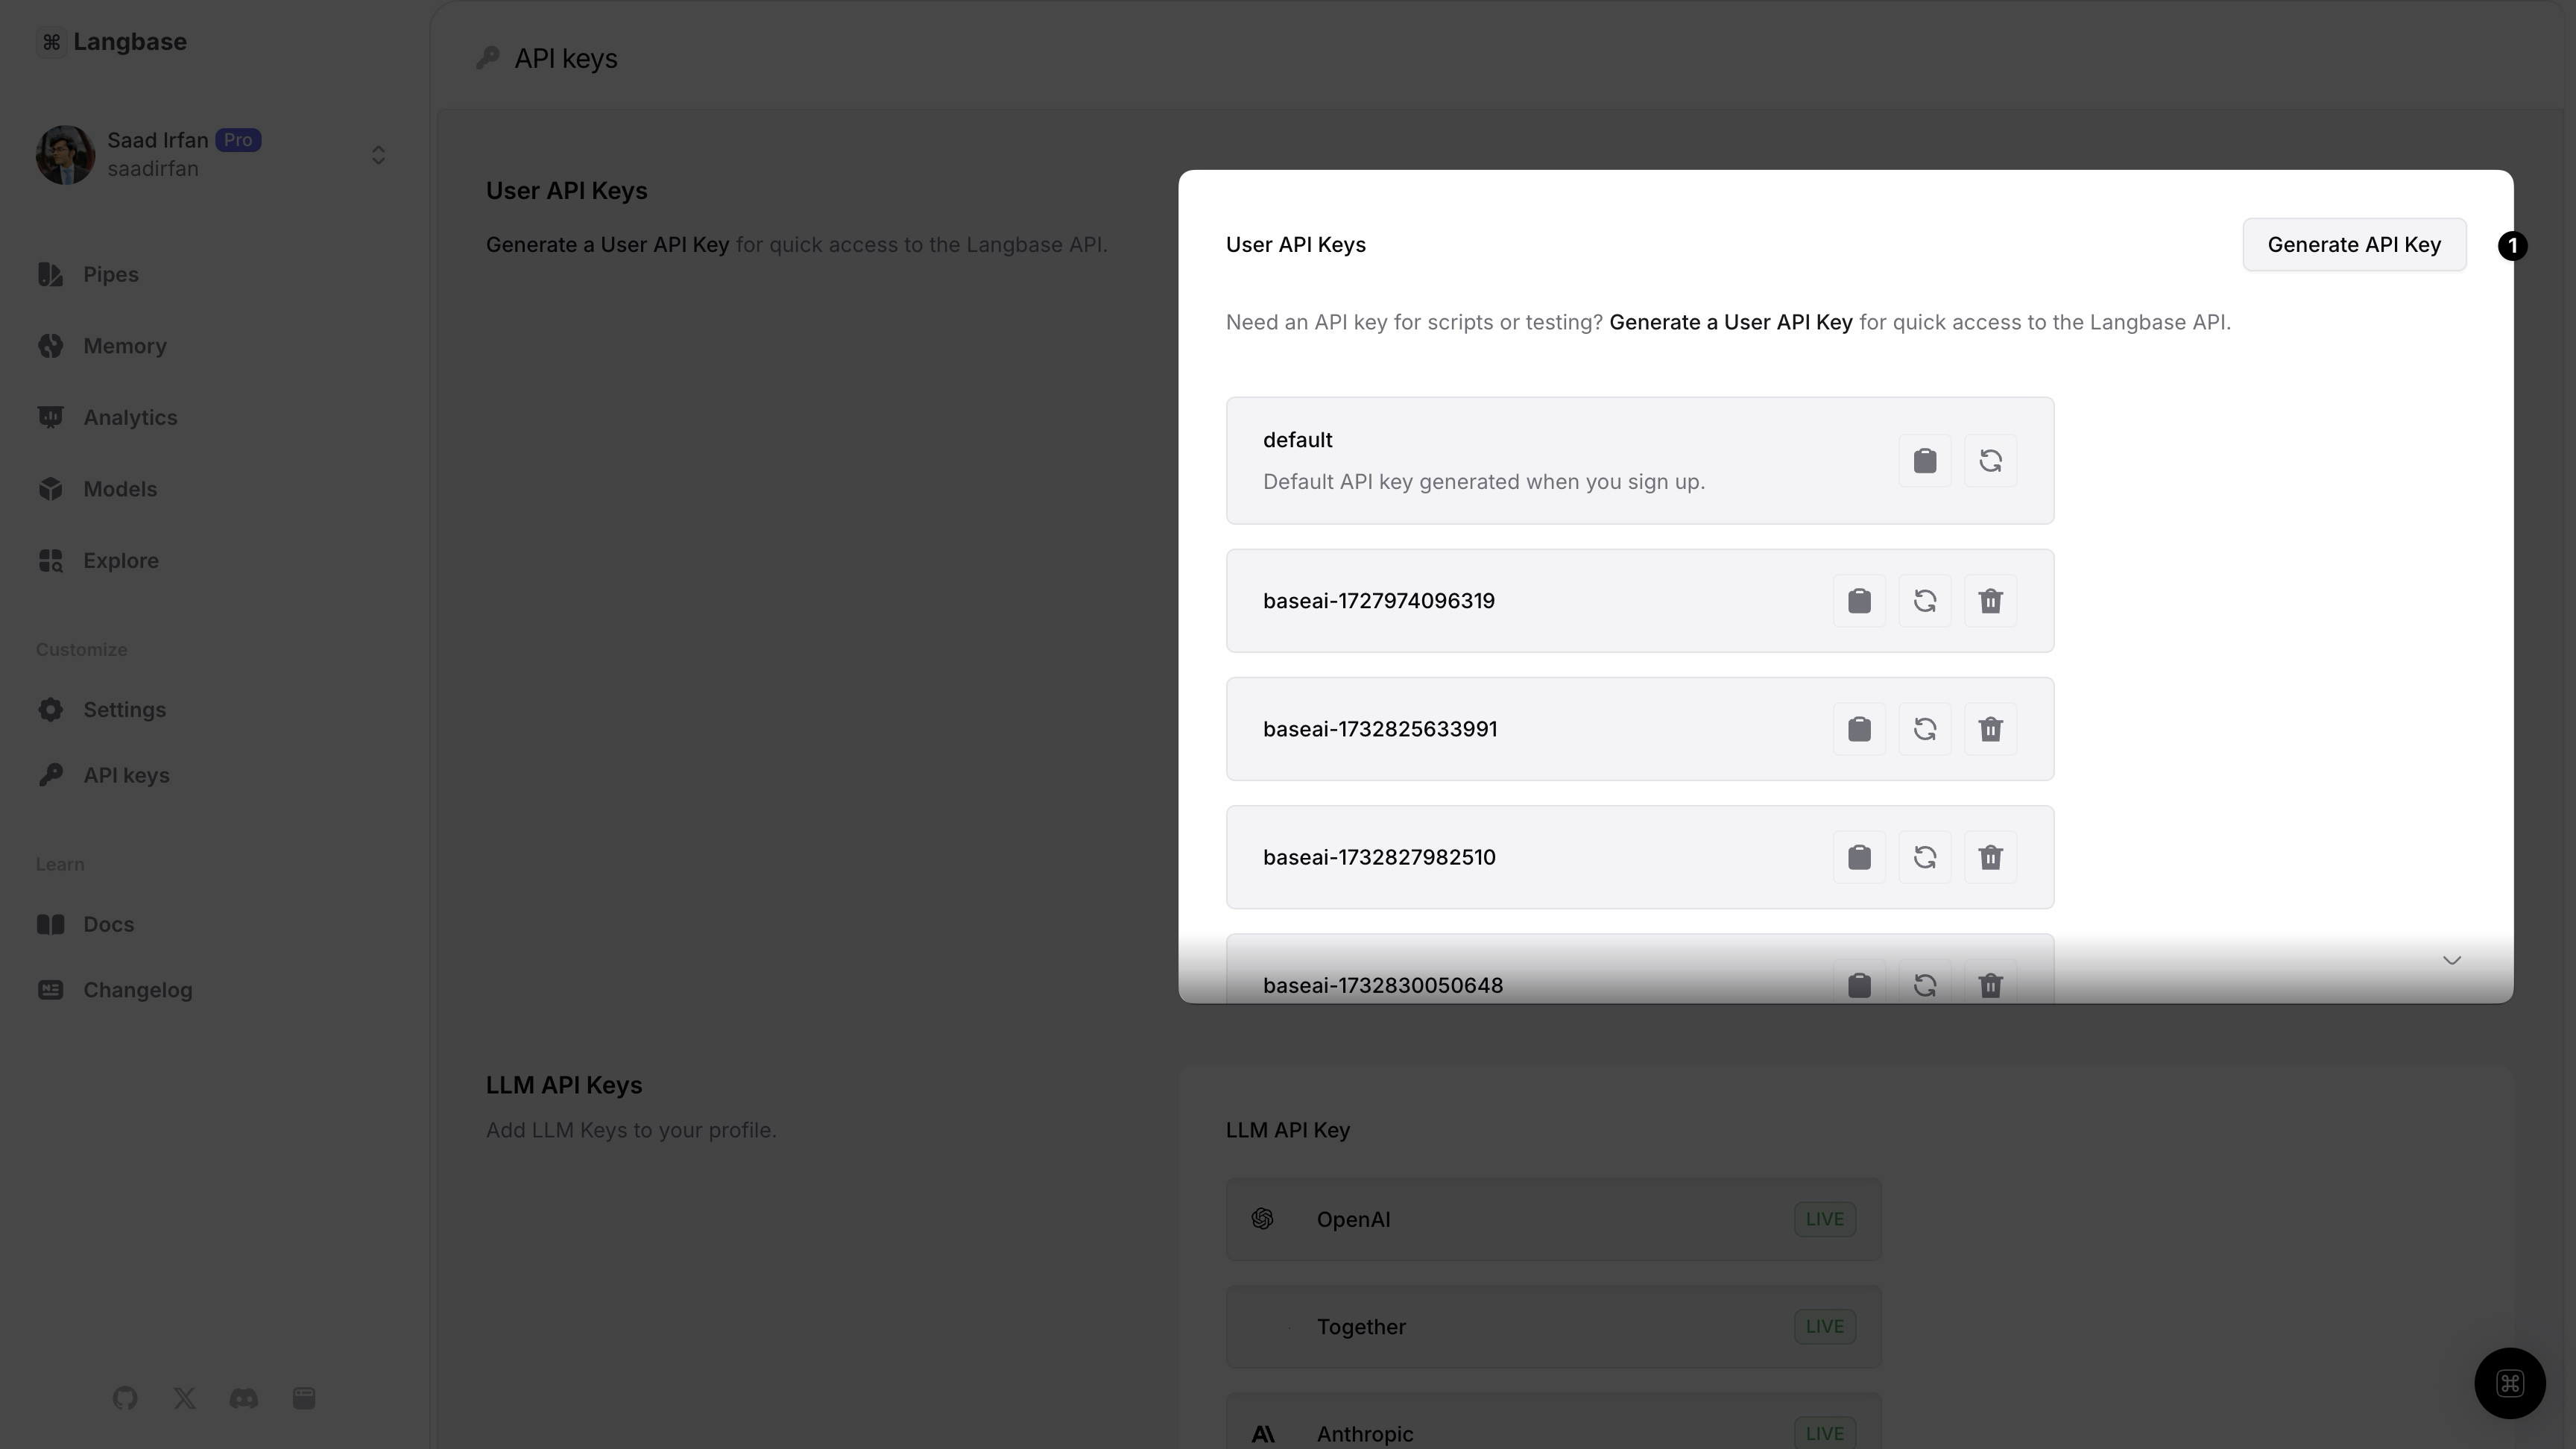 Langbase
API keys
Saad Irfan Pro
saadirfan
Pipes
Memory
Analytics
Models
Explore
Customize
Settings
API keys
Learn
Docs
Changelog
User API Keys
Generate a User API Key for quick access to the Langbase API.
User API Keys
Generate API Key
1
Need an API key for scripts or testing? Generate a User API Key for quick access to the Langbase API.
default
Default API key generated when you sign up.
baseai-1727974096319
baseai-1732825633991
baseai-1732827982510
baseai-1732830050648
LLM API Keys
Add LLM Keys to your profile.
LLM API Key
OpenAI LIVE
Together LIVE
Anthropic LIVE